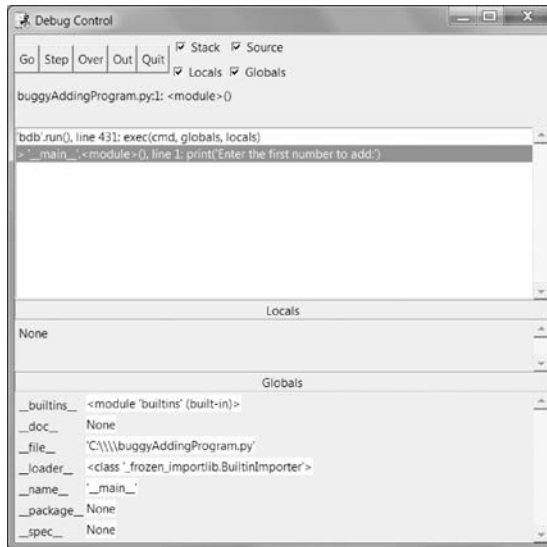 Debug Control
Go Step Over Out Quit Stack Source
Locals Globals
buggyAddingProgram.py:1: <module>()
'bdb'.run(), line 431: exec(cmd, globals, locals)
> '__main__'.<module>(), line 1: print('Enter the first number to add:')
Locals
None
Globals
__builtins__ <module 'builtins' (built-in)>
__doc__ None
__file__ 'C:\\\\buggyAddingProgram.py'
__loader__ <class '_frozen_importlib.BuiltinImporter'>
__name__ '__main__'
__package__ None
__spec__ None